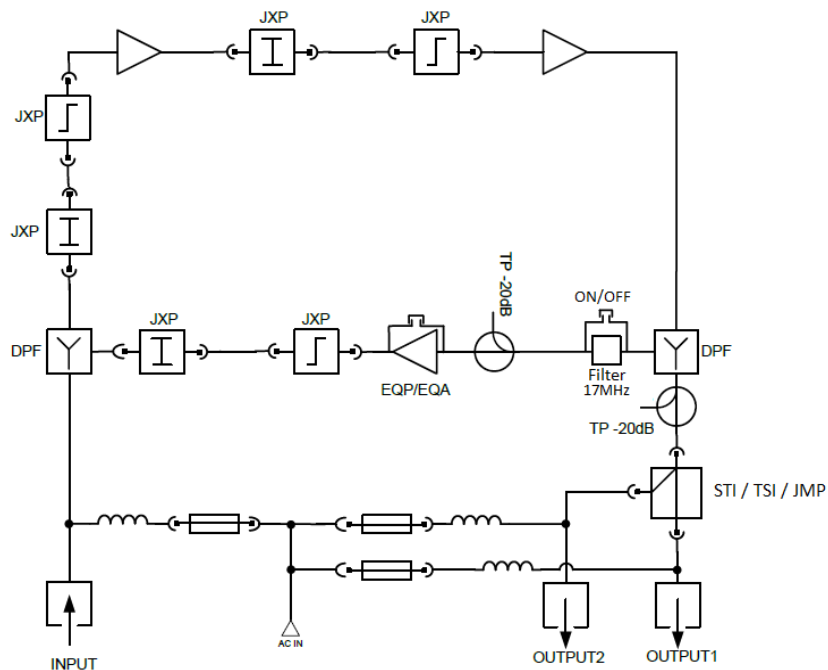 JXP
JXP
JXP
JXP
TP -20dB
ON/OFF
JXP
JXP
DPF
DPF
EQP/EQA
Filter
17MHz
TP -20dB
STI / TSI / JMP
AC IN
INPUT
OUTPUT2
OUTPUT1